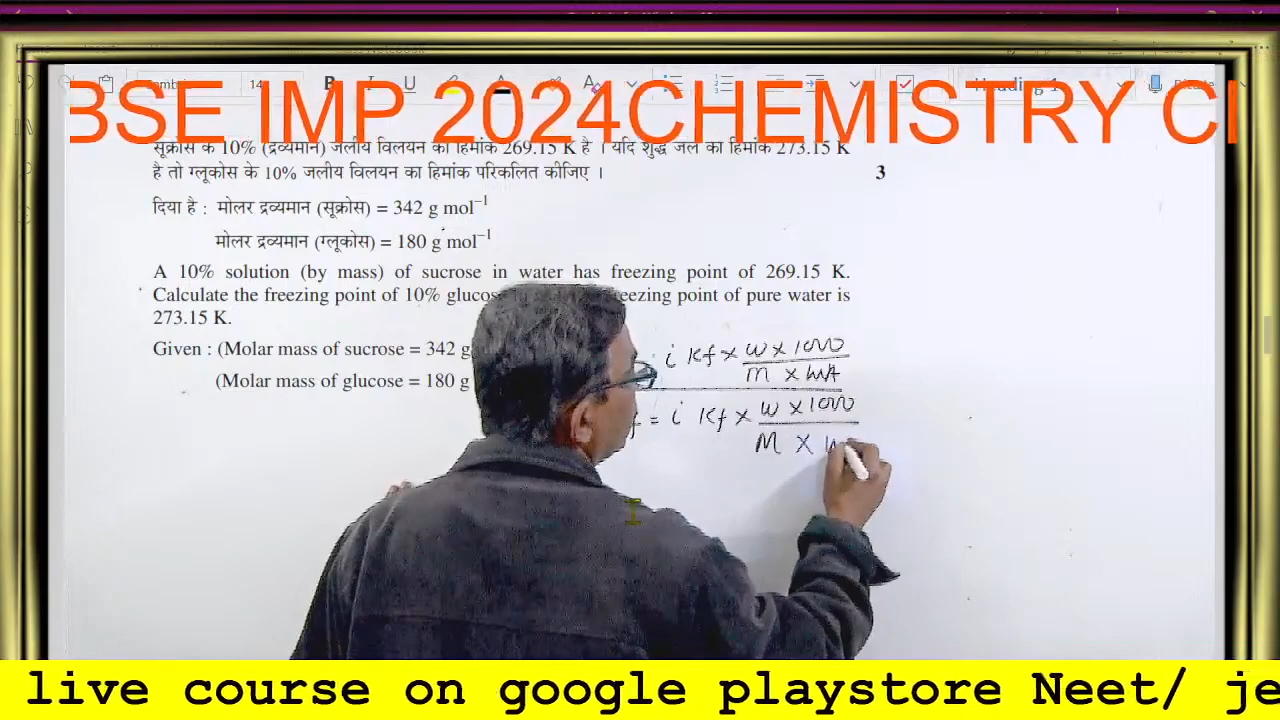 BSE IMP 2024CHEMISTRY Cl
सूक्रोस के 10% (द्रव्यमान) जलीय विलयन का हिमांक 269.15 K है । यदि शुद्ध जल का हिमांक 273.15 K
है तो ग्लूकोस के 10% जलीय विलयन का हिमांक परिकलित कीजिए ।
3
दिया है : मोलर द्रव्यमान (सूक्रोस) = 342 g mol⁻¹
मोलर द्रव्यमान (ग्लूकोस) = 180 g mol⁻¹
A 10% solution (by mass) of sucrose in water has freezing point of 269.15 K.
Calculate the freezing point of 10% glucose freezing point of pure water is
273.15 K.
Given : (Molar mass of sucrose = 342 g
(Molar mass of glucose = 180 g
i Kf × w × 1000
M × wA
f = i Kf × w × 1000
M × w
live course on google playstore Neet/ je